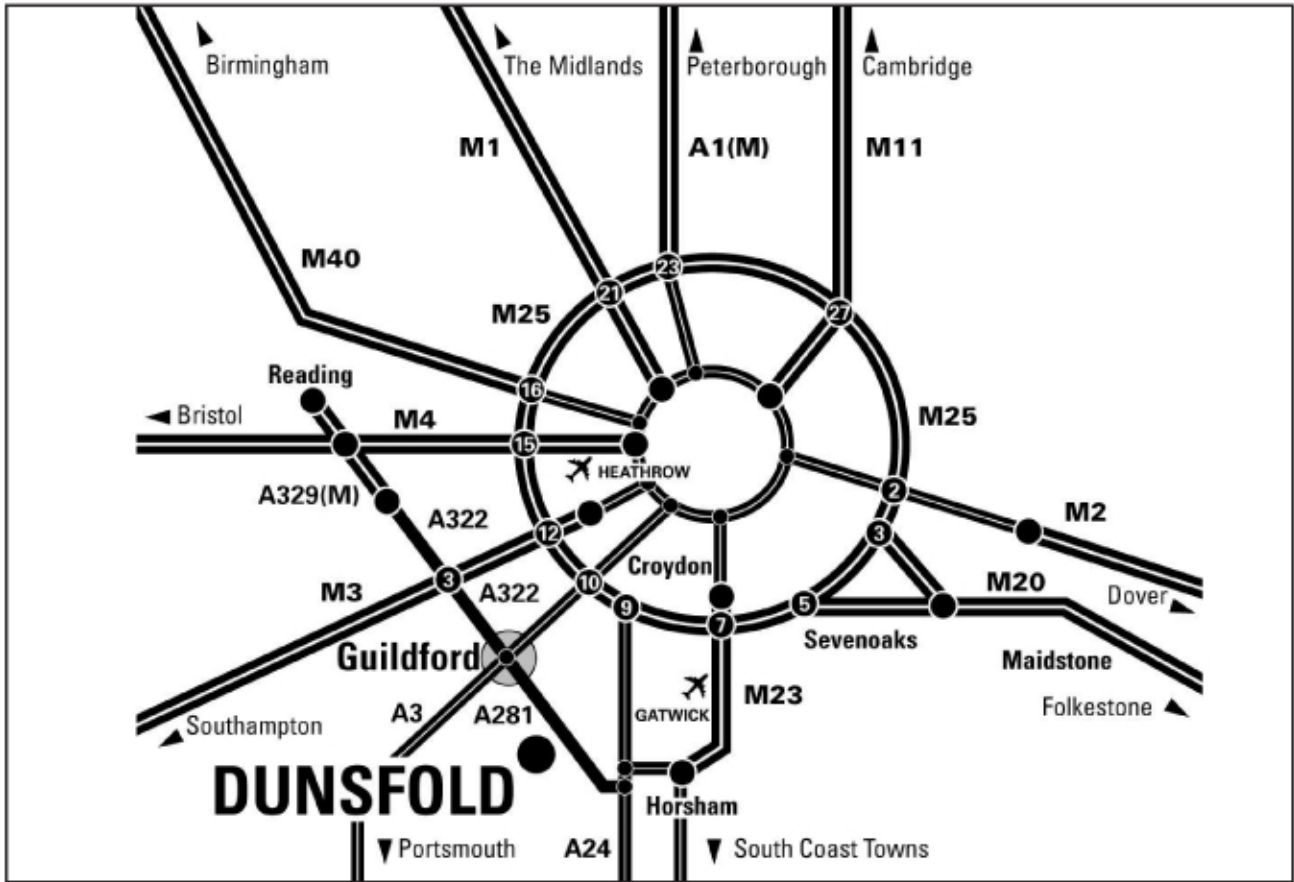 Birmingham
The Midlands
Peterborough
Cambridge
M1
A1(M)
M11
M40
23
21
27
M25
Reading
16
M25
Bristol
M4
15
HEATHROW
A329(M)
2
A322
M2
12
3
Croydon
M3
3
A322
10
M20
Dover
9
5
7
Sevenoaks
Guildford
Maidstone
M23
A3
A281
GATWICK
Folkestone
Southampton
DUNSFOLD
Horsham
Portsmouth
A24
South Coast Towns